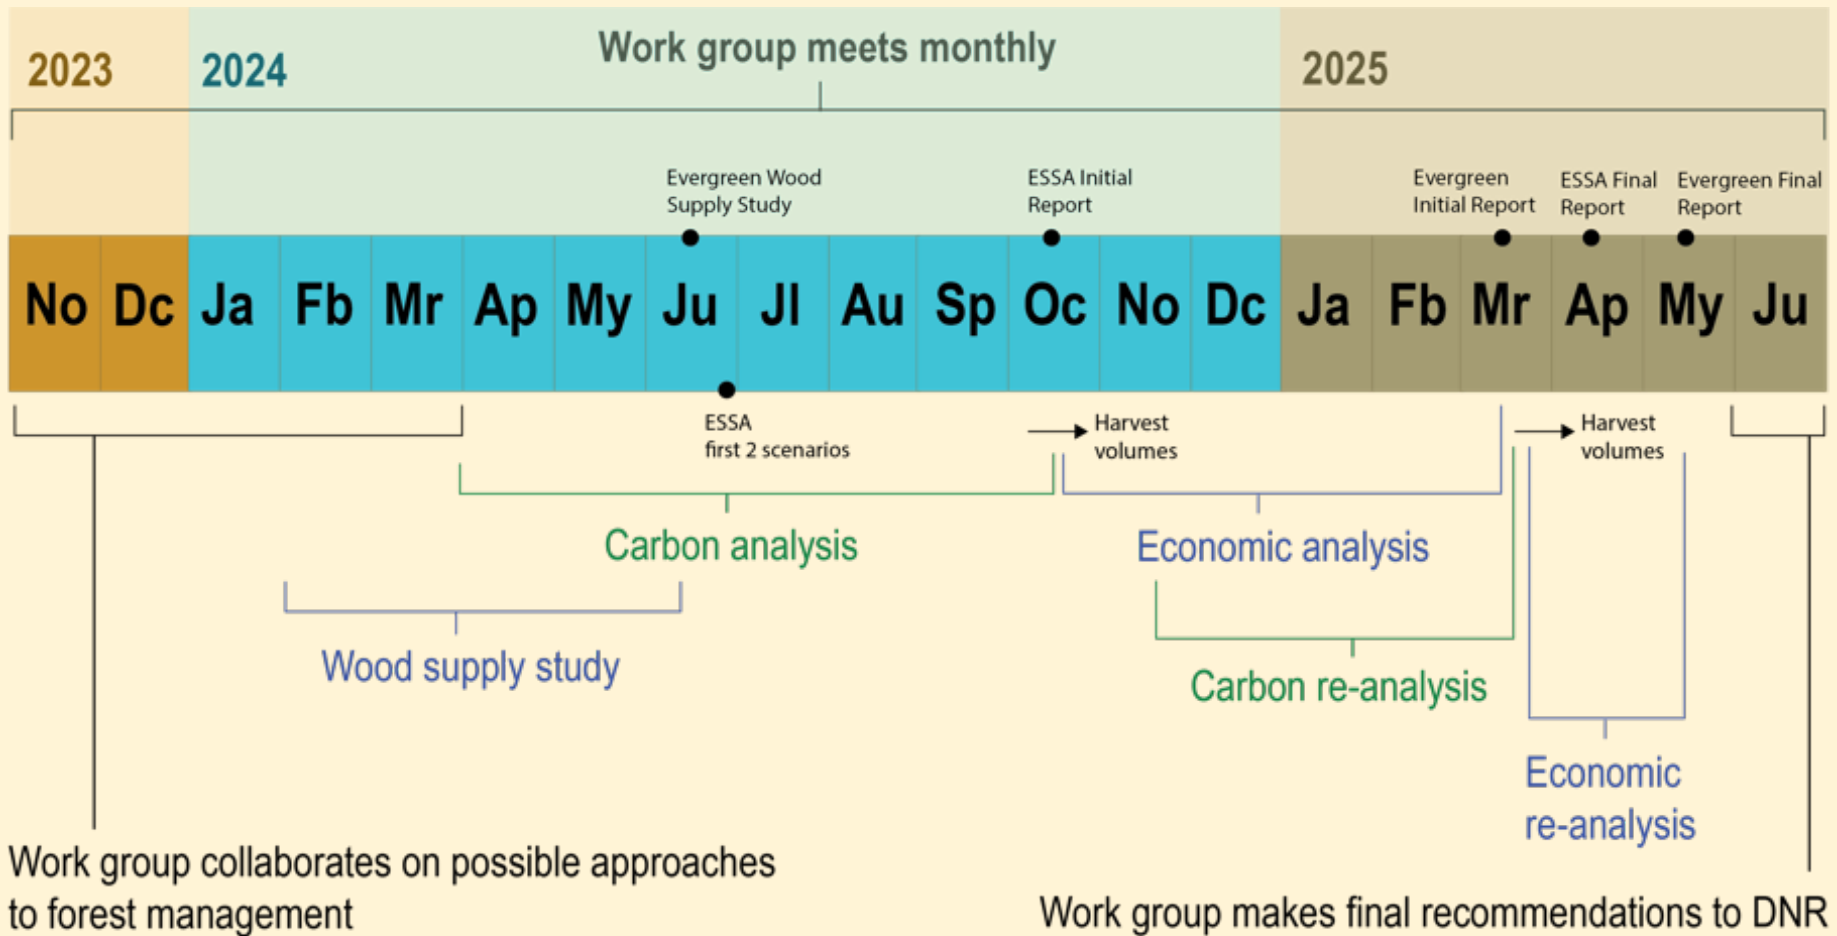 Work group meets monthly
2023
2024
2025
Evergreen Wood
Supply Study
ESSA Initial
Report
Evergreen
Initial Report
ESSA Final
Report
Evergreen Final
Report
No Dc Ja Fb Mr Ap My Ju Jl Au Sp Oc No Dc Ja Fb Mr Ap My Ju
ESSA
first 2 scenarios
Harvest
volumes
Harvest
volumes
Carbon analysis
Economic analysis
Wood supply study
Carbon re-analysis
Economic
re-analysis
Work group collaborates on possible approaches
to forest management
Work group makes final recommendations to DNR